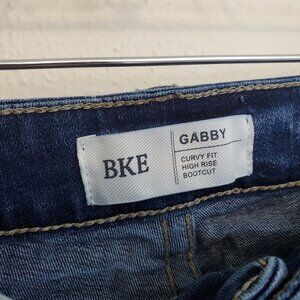 BKE
GABBY
CURVY FIT
HIGH RISE
BOOTCUT